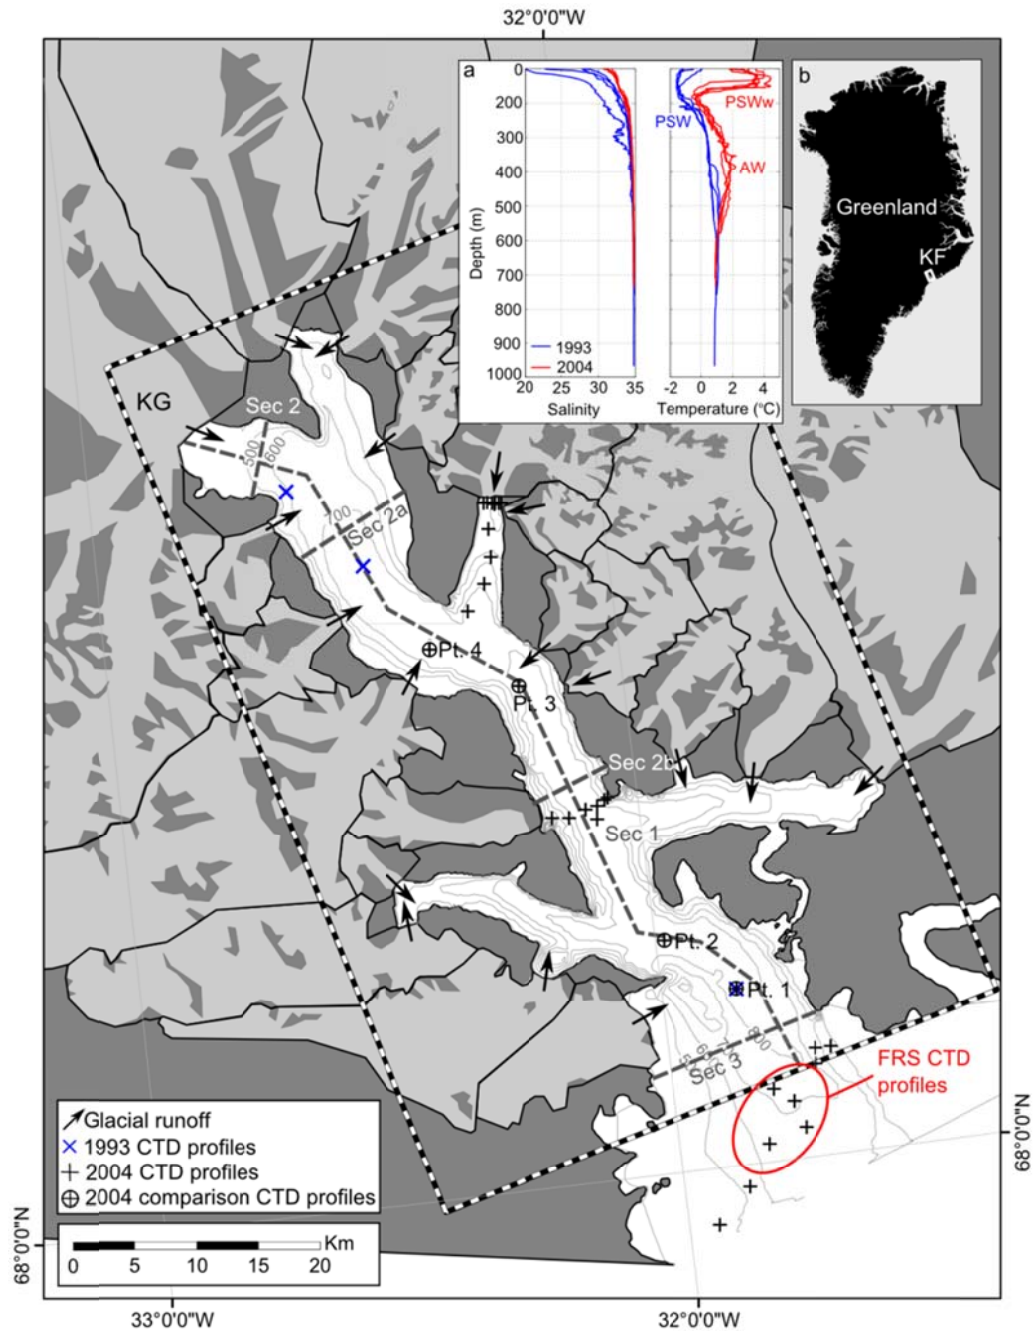 32°0'0"W
a
0
200
300
400
500
600
700
800
900
1000
Depth (m)
20
25
30
35
Salinity
1993
2004
PSWw
PSW
AW
-2
0
2
4
Temperature (°C)
b
Greenland
KF
KG
Sec 2
500
600
700
Sec 2a
Pt. 4
Pt. 3
Sec 2b
Sec 1
Pt. 2
Pt. 1
800
Sec 3
FRS CTD
profiles
Glacial runoff
1993 CTD profiles
2004 CTD profiles
2004 comparison CTD profiles
Km
0 5 10 15 20
68°0'0"N
68°0'0"N
33°0'0"W
32°0'0"W